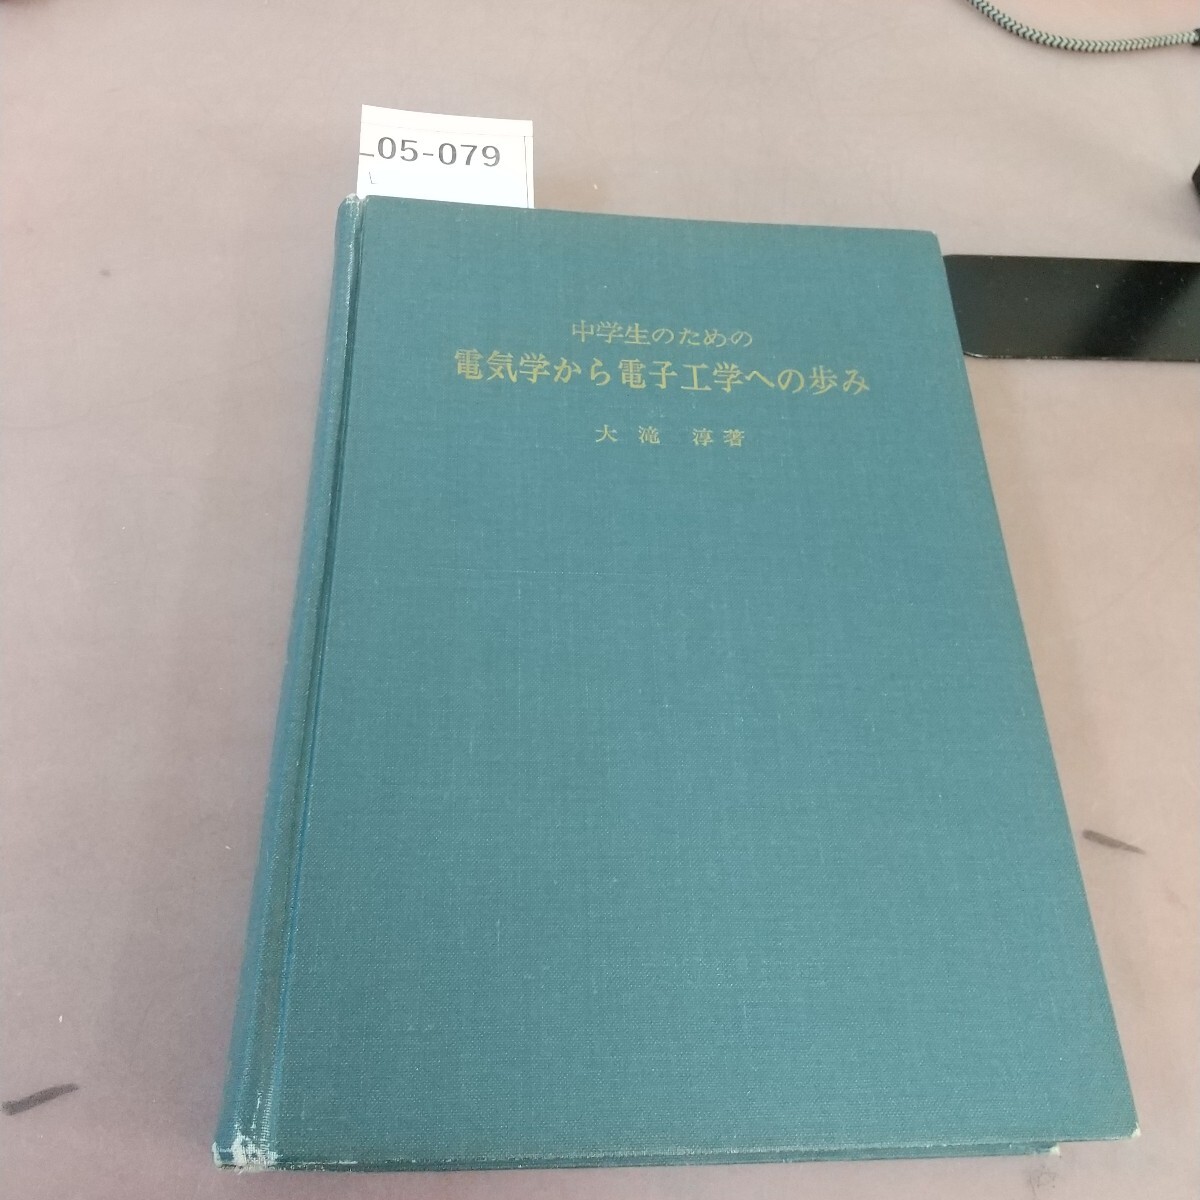 05-079
中学生のための
電気学から電子工学への歩み
大滝 淳著